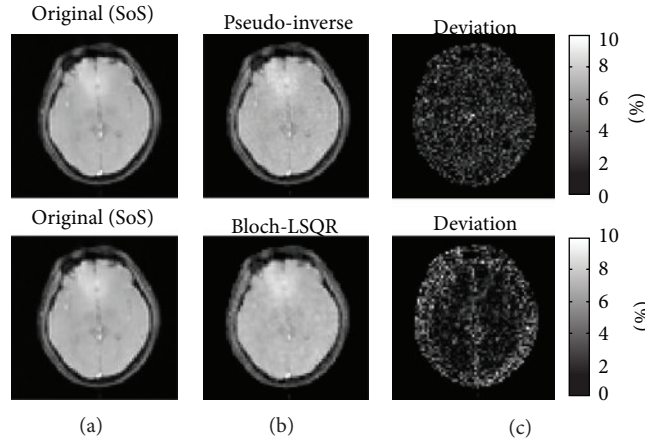 Original (SoS)
Pseudo-inverse
Deviation
10
8
6
4
2
0
(%)
Original (SoS)
Bloch-LSQR
Deviation
10
8
6
4
2
0
(%)
(a)
(b)
(c)